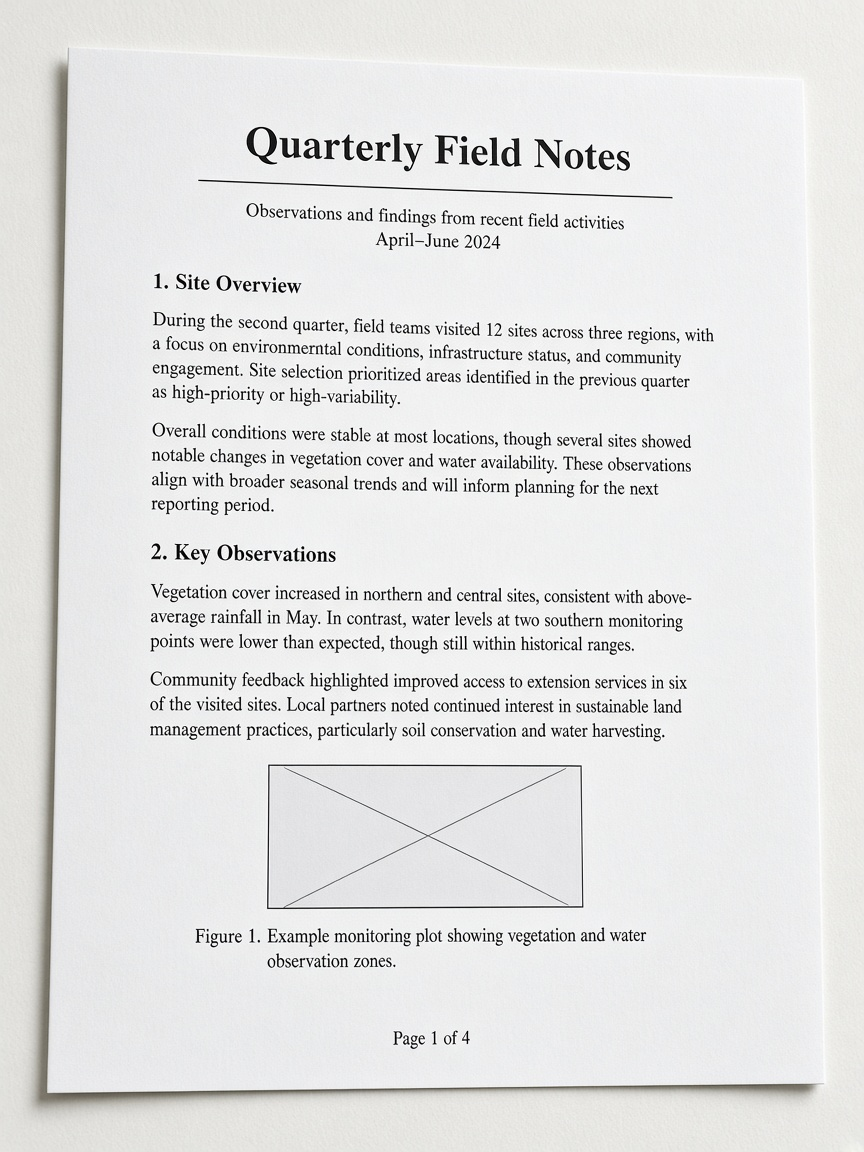 Quarterly Field Notes
Observations and findings from recent field activities
April–June 2024
1. Site Overview
During the second quarter, field teams visited 12 sites across three regions, with
a focus on environmerntal conditions, infrastructure status, and community
engagement. Site selection prioritized areas identified in the previous quarter
as high-priority or high-variability.
Overall conditions were stable at most locations, though several sites showed
notable changes in vegetation cover and water availability. These observations
align with broader seasonal trends and will inform planning for the next
reporting period.
2. Key Observations
Vegetation cover increased in northern and central sites, consistent with above-
average rainfall in May. In contrast, water levels at two southern monitoring
points were lower than expected, though still within historical ranges.
Community feedback highlighted improved access to extension services in six
of the visited sites. Local partners noted continued interest in sustainable land
management practices, particularly soil conservation and water harvesting.
Figure 1. Example monitoring plot showing vegetation and water
observation zones.
Page 1 of 4